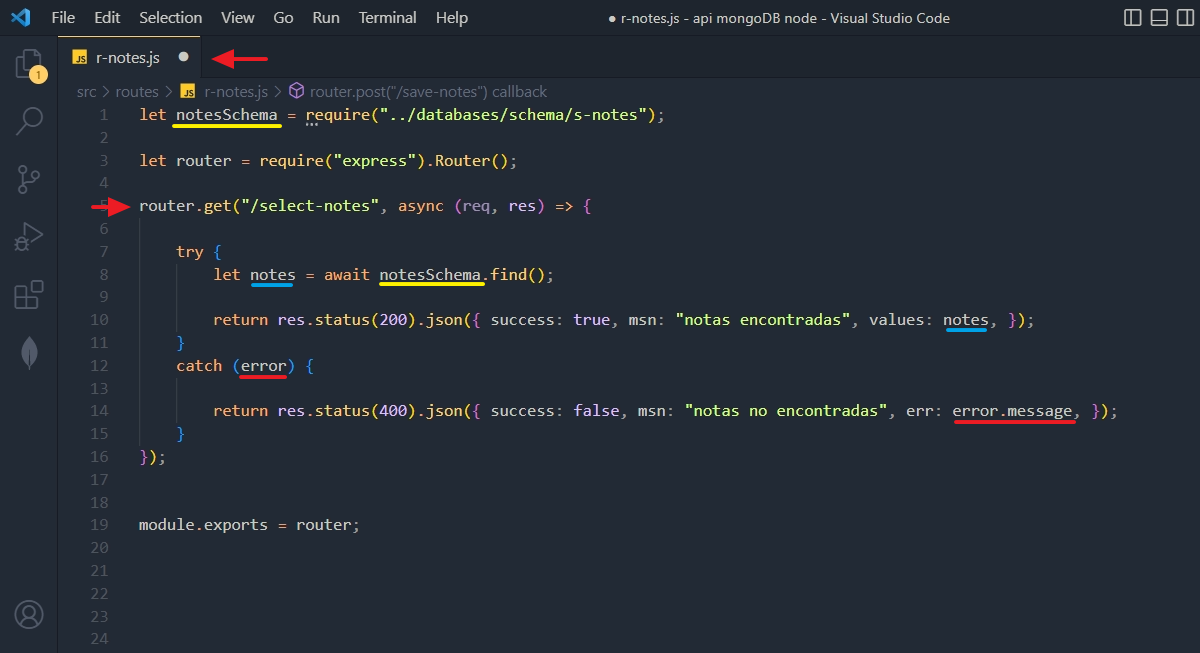 File Edit Selection View Go Run Terminal Help ● r-notes.js - api mongoDB node - Visual Studio Code
JS r-notes.js ●
1
src > routes > JS r-notes.js > router.post("/save-notes") callback
1 let notesSchema = require("../databases/schema/s-notes");
2
3 let router = require("express").Router();
4
5 router.get("/select-notes", async (req, res) => {
6
7 try {
8 let notes = await notesSchema.find();
9
10 return res.status(200).json({ success: true, msn: "notas encontradas", values: notes, });
11 }
12 catch (error) {
13
14 return res.status(400).json({ success: false, msn: "notas no encontradas", err: error.message, });
15 }
16 });
17
18
19 module.exports = router;
20
21
22
23
24